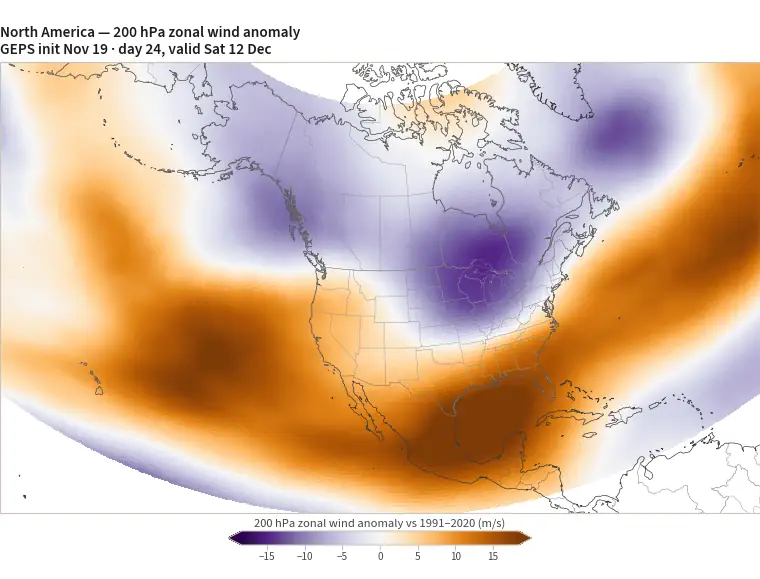 North America — 200 hPa zonal wind anomaly
GEPS init Nov 19 · day 24, valid Sat 12 Dec
200 hPa zonal wind anomaly vs 1991–2020 (m/s)
−15 −10 −5 0 5 10 15